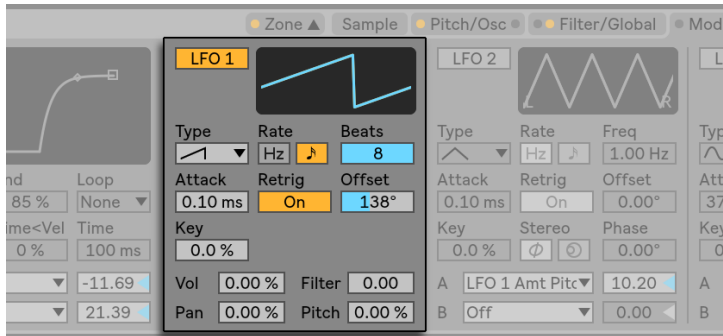 Zone Sample Pitch/Osc Filter/Global Mod
LFO 1
LFO 2 L R
Type Rate Beats
Hz 8
Type Rate Freq
Hz 1.00 Hz
nd Loop
85 % None
Attack Retrig Offset
0.10 ms On 138°
Attack Retrig Offset
0.10 ms On 0.00°
Att
37
ime<Vel Time
0 % 100 ms
Key
0.0 %
Key Stereo Phase
0.0 % 0.00°
-11.69
Vol 0.00 % Filter 0.00
A LFO 1 Amt Pitc 10.20
A
21.39
Pan 0.00 % Pitch 0.00 %
B Off 0.00
B